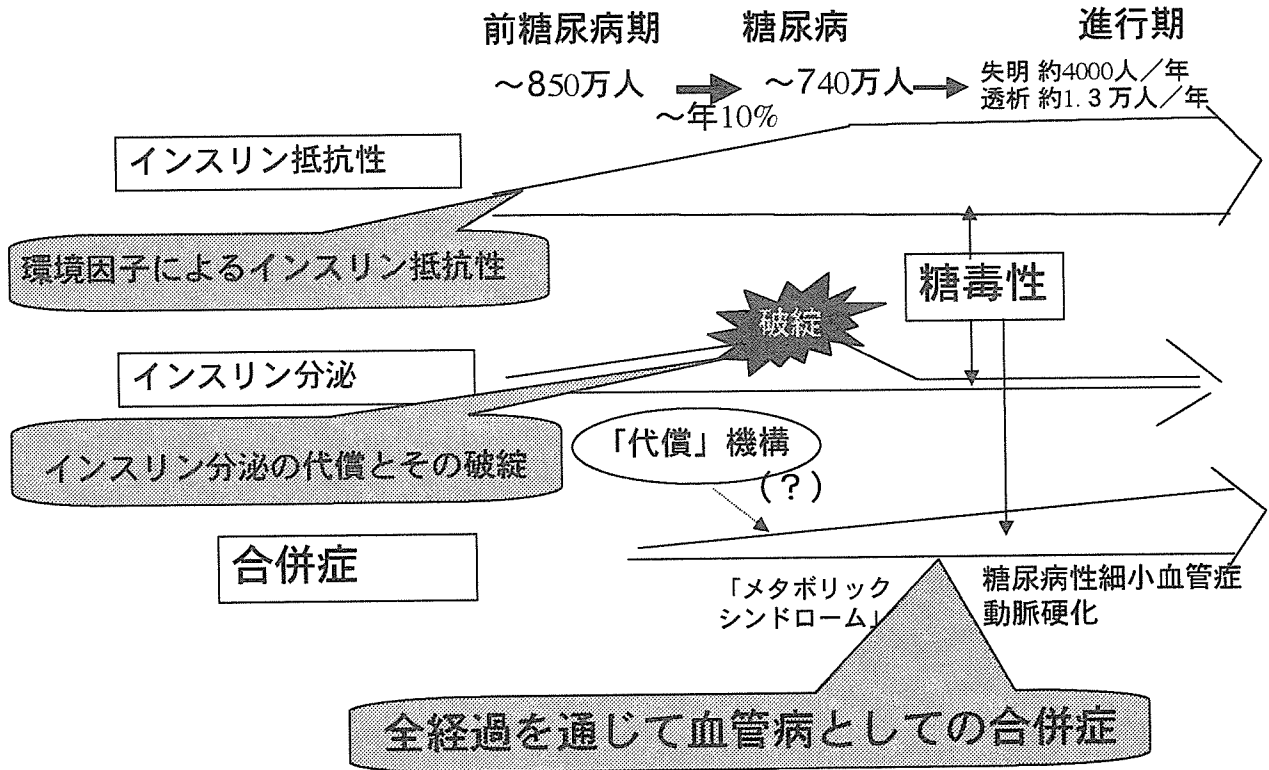 前糖尿病期
糖尿病
進行期
～850万人
～年10%
～740万人
失明 約4000人／年
透析 約1.3万人／年
インスリン抵抗性
環境因子によるインスリン抵抗性
糖毒性
破綻
インスリン分泌
インスリン分泌の代償とその破綻
「代償」機構
(？)
合併症
「メタボリック
シンドローム」
糖尿病性細小血管症
動脈硬化
全経過を通じて血管病としての合併症